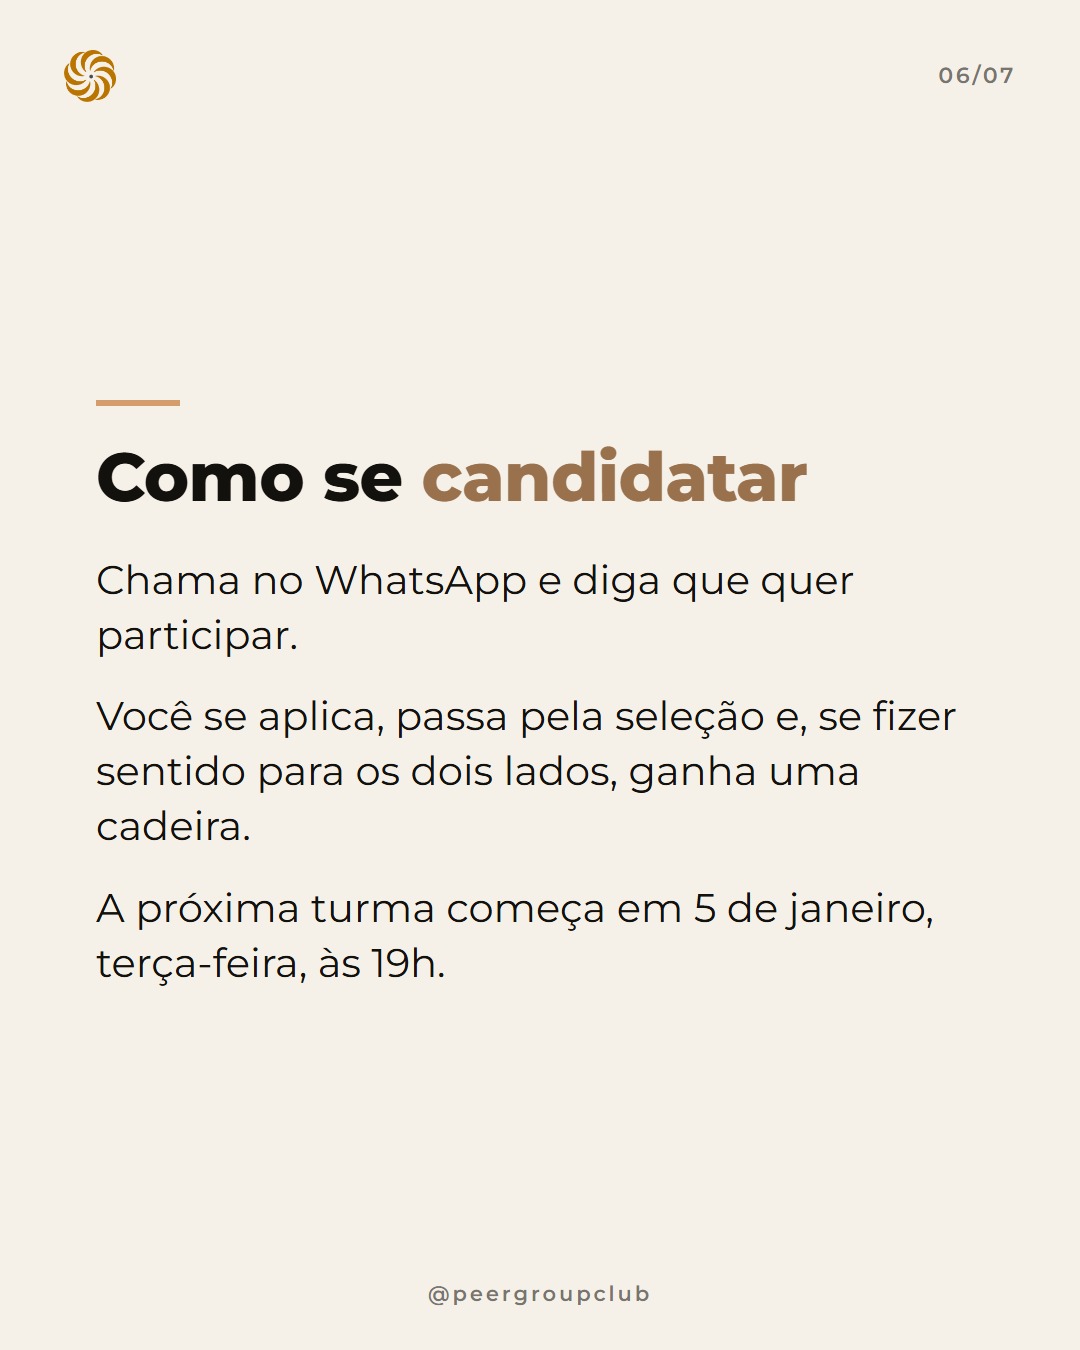 06/07
Como se candidatar
Chama no WhatsApp e diga que quer
participar.
Você se aplica, passa pela seleção e, se fizer
sentido para os dois lados, ganha uma
cadeira.
A próxima turma começa em 5 de janeiro,
terça-feira, às 19h.
@peergroupclub